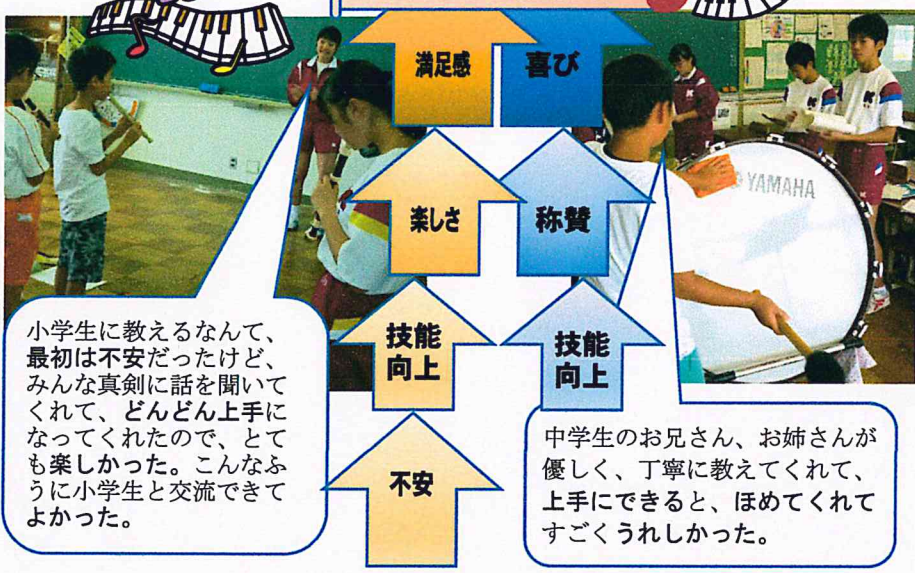 満足感
喜び
楽しさ
称賛
技能
向上
技能
向上
不安
YAMAHA
小学生に教えるなんて、
最初は不安だったけど、
みんな真剣に話を聞いて
くれて、どんどん上手に
なってくれたので、とて
も楽しかった。こんなふ
うに小学生と交流できて
よかった。
中学生のお兄さん、お姉さんが
優しく、丁寧に教えてくれて、
上手にできると、ほめてくれて
すごくうれしかった。